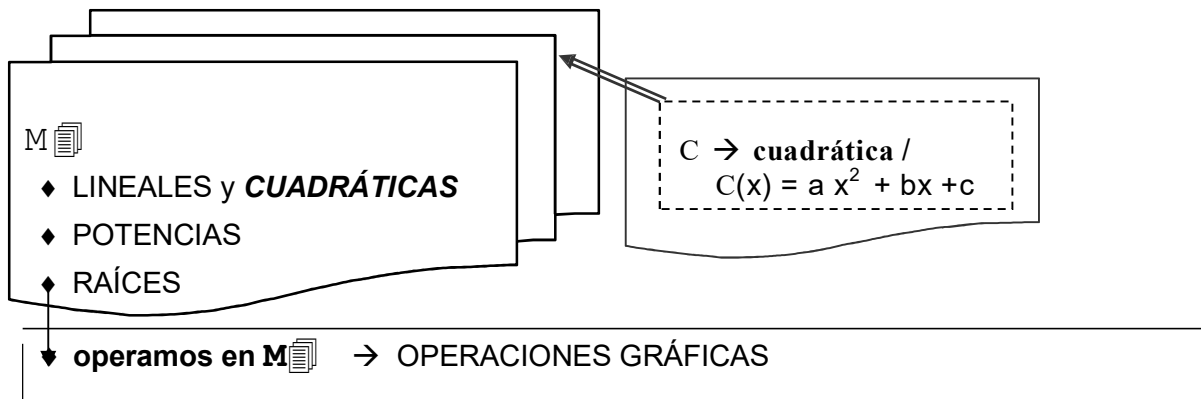 M
♦ LINEALES y CUADRÁTICAS
♦ POTENCIAS
♦ RAÍCES
C → cuadrática /
C(x) = a x² + bx +c
♦ operamos en M → OPERACIONES GRÁFICAS